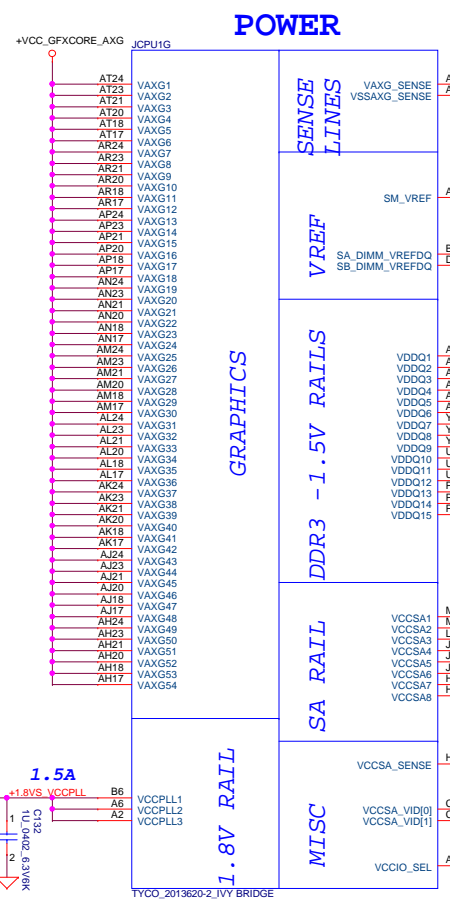 POWER
+VCC_GFXCORE_AXG
JCPU1G
AT24 VAXG1
AT23 VAXG2
AT21 VAXG3
AT20 VAXG4
AT18 VAXG5
AT17 VAXG6
AR24 VAXG7
AR23 VAXG8
AR21 VAXG9
AR20 VAXG10
AR18 VAXG11
AR17 VAXG12
AP24 VAXG13
AP23 VAXG14
AP21 VAXG15
AP20 VAXG16
AP18 VAXG17
AP17 VAXG18
AN24 VAXG19
AN23 VAXG20
AN21 VAXG21
AN20 VAXG22
AN18 VAXG23
AN17 VAXG24
AM24 VAXG25
AM23 VAXG26
AM21 VAXG27
AM20 VAXG28
AM18 VAXG29
AM17 VAXG30
AL24 VAXG31
AL23 VAXG32
AL21 VAXG33
AL20 VAXG34
AL18 VAXG35
AL17 VAXG36
AK24 VAXG37
AK23 VAXG38
AK21 VAXG39
AK20 VAXG40
AK18 VAXG41
AK17 VAXG42
AJ24 VAXG43
AJ23 VAXG44
AJ21 VAXG45
AJ20 VAXG46
AJ18 VAXG47
AJ17 VAXG48
AH24 VAXG49
AH23 VAXG50
AH21 VAXG51
AH20 VAXG52
AH18 VAXG53
AH17 VAXG54
GRAPHICS
SENSE
LINES
VAXG_SENSE
VSSAXG_SENSE
VREF
SM_VREF
SA_DIMM_VREFDQ
SB_DIMM_VREFDQ
DDR3 -1.5V RAILS
VDDQ1
VDDQ2
VDDQ3
VDDQ4
VDDQ5
VDDQ6
VDDQ7
VDDQ8
VDDQ9
VDDQ10
VDDQ11
VDDQ12
VDDQ13
VDDQ14
VDDQ15
SA RAIL
VCCSA1
VCCSA2
VCCSA3
VCCSA4
VCCSA5
VCCSA6
VCCSA7
VCCSA8
1.5A
+1.8VS_VCCPLL
B6 VCCPLL1
A6 VCCPLL2
A2 VCCPLL3
1
2
C132
1U_0402_6.3V6K
1.8V RAIL
MISC
VCCSA_SENSE
VCCSA_VID[0]
VCCSA_VID[1]
VCCIO_SEL
TYCO_2013620-2_IVY BRIDGE